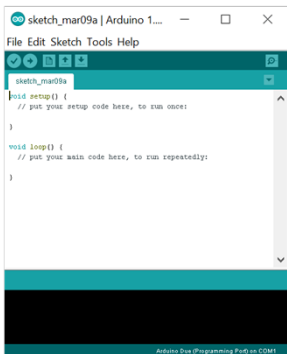 sketch_mar09a | Arduino 1....
File Edit Sketch Tools Help
sketch_mar09a
void setup() {
// put your setup code here, to run once:
}
void loop() {
// put your main code here, to run repeatedly:
}
Arduino Due (Programming Port) on COM1